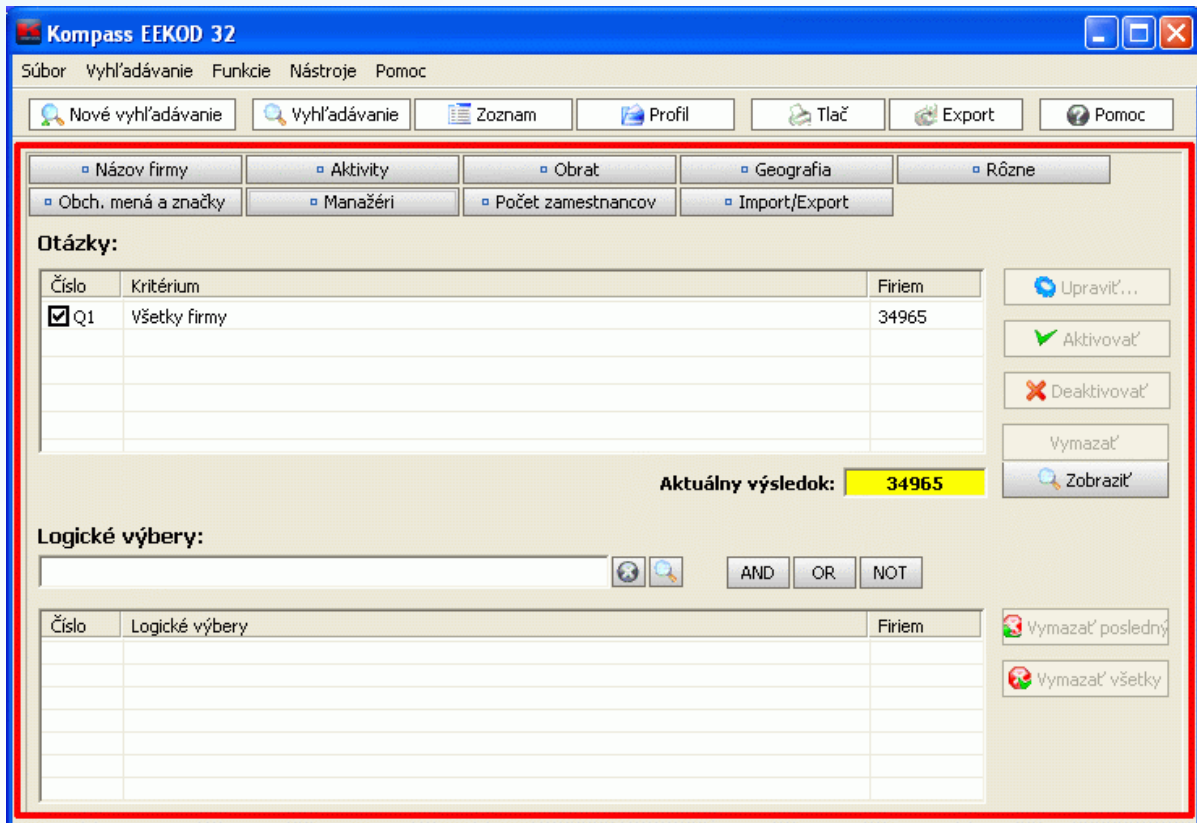 Kompass EEKOD 32
Súbor Vyhľadávanie Funkcie Nástroje Pomoc
Nové vyhľadávanie Vyhľadávanie Zoznam Profil Tlač Export Pomoc
Názov firmy Aktivity Obrat Geografia Rôzne
Obch. mená a značky Manažéri Počet zamestnancov Import/Export
Otázky:
Číslo Kritérium Firiem
Upraviť...
Q1 Všetky firmy 34965
Aktivovať
Deaktivovať
Vymazať
Aktuálny výsledok: 34965
Zobraziť
Logické výbery:
AND OR NOT
Číslo Logické výbery Firiem
Vymazať posledný
Vymazať všetky